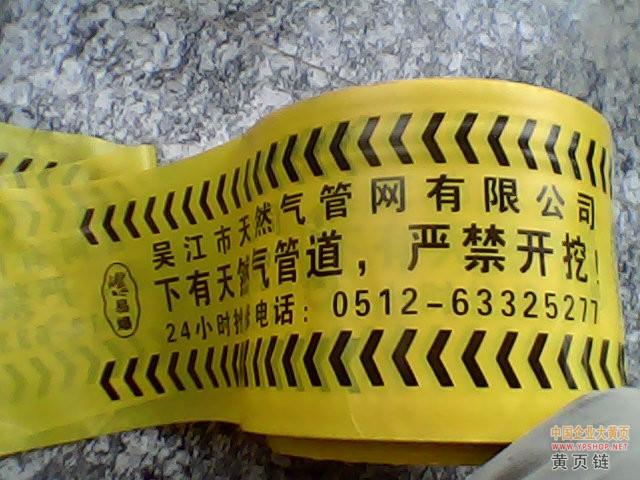 吴江市天然气管网有限公司
下有天然气管道，严禁开挖！
24小时抢修电话：0512-63325277
中国企业大黄页
WWW.YPSHOP.NET
黄页链